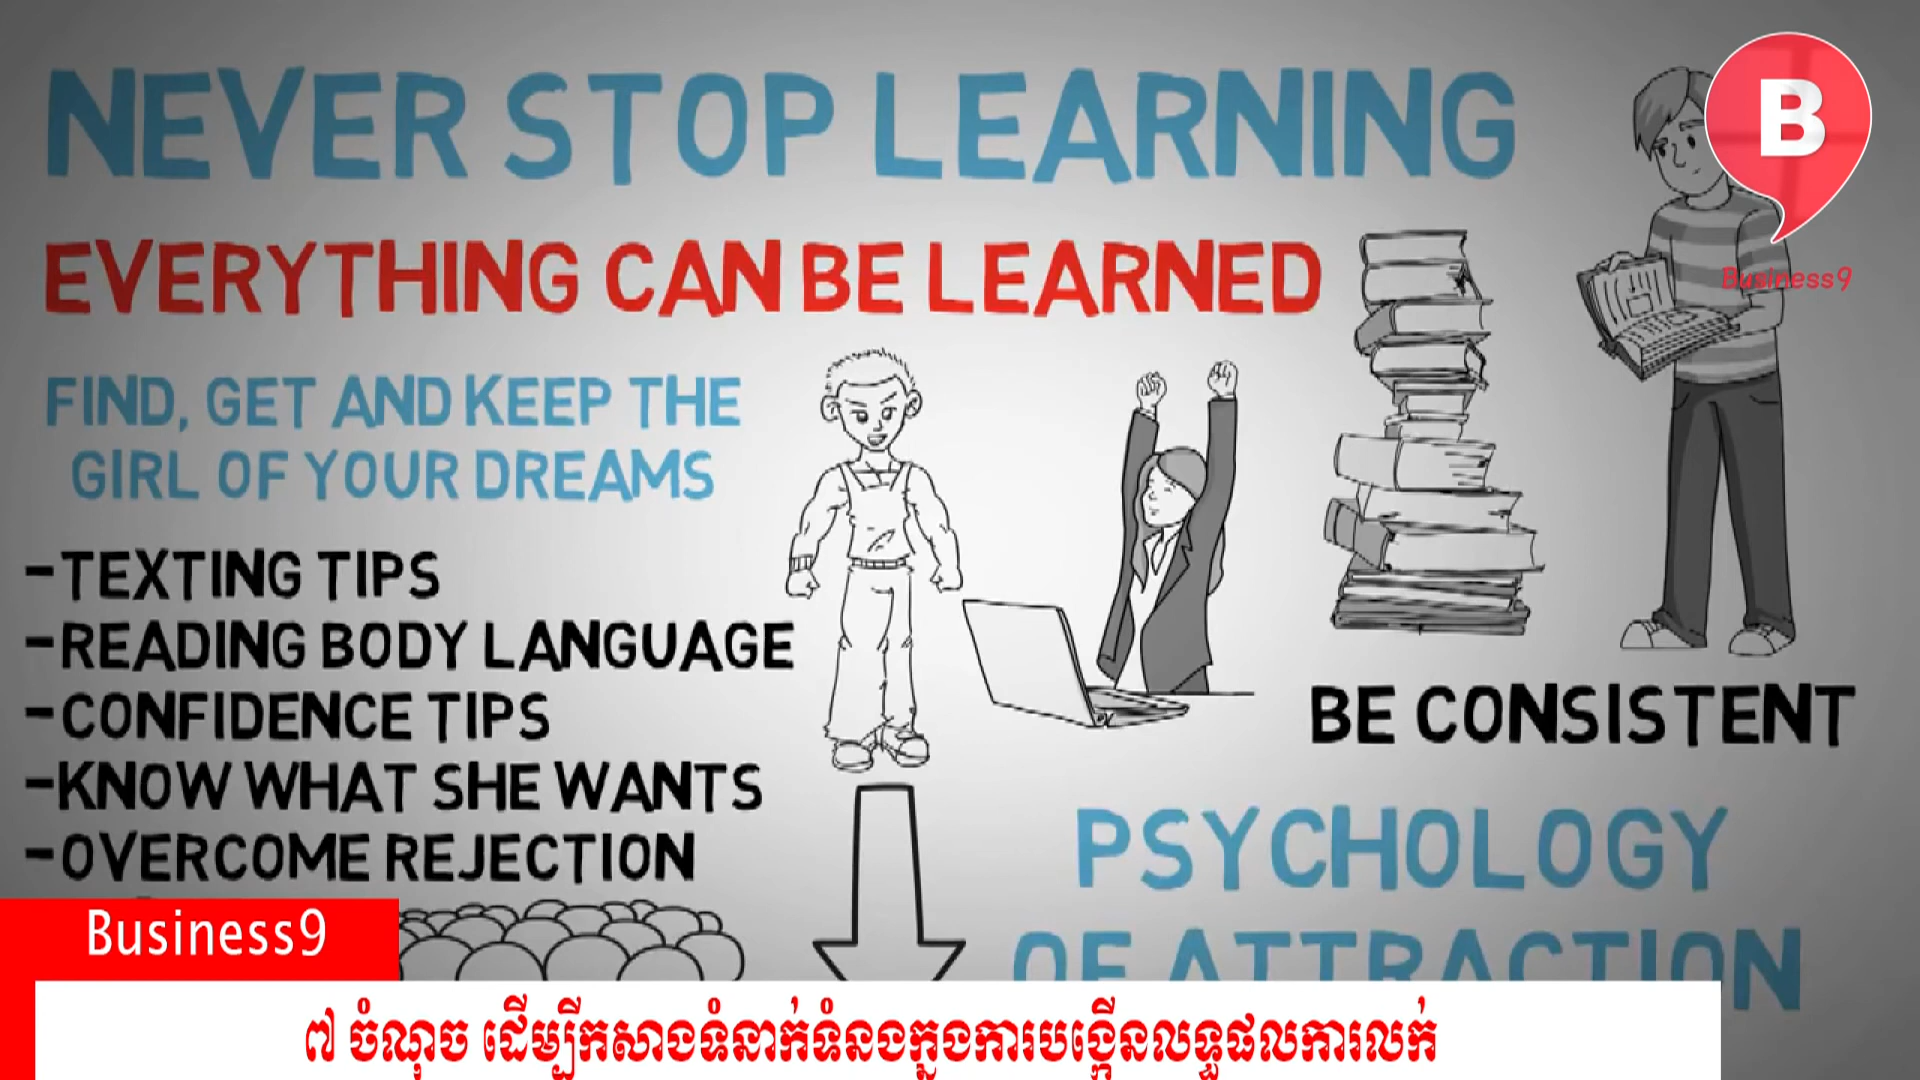 NEVER STOP LEARNING
EVERYTHING CAN BE LEARNED
FIND, GET AND KEEP THE
GIRL OF YOUR DREAMS
-TEXTING TIPS
-READING BODY LANGUAGE
-CONFIDENCE TIPS
-KNOW WHAT SHE WANTS
-OVERCOME REJECTION
B
Business9
BE CONSISTENT
PSYCHOLOGY
OF ATTRACTION
Business9
៧ ចំណុច ដើម្បីកសាងទំនាក់ទំនងក្នុងការបង្កើនលទ្ធផលការលក់